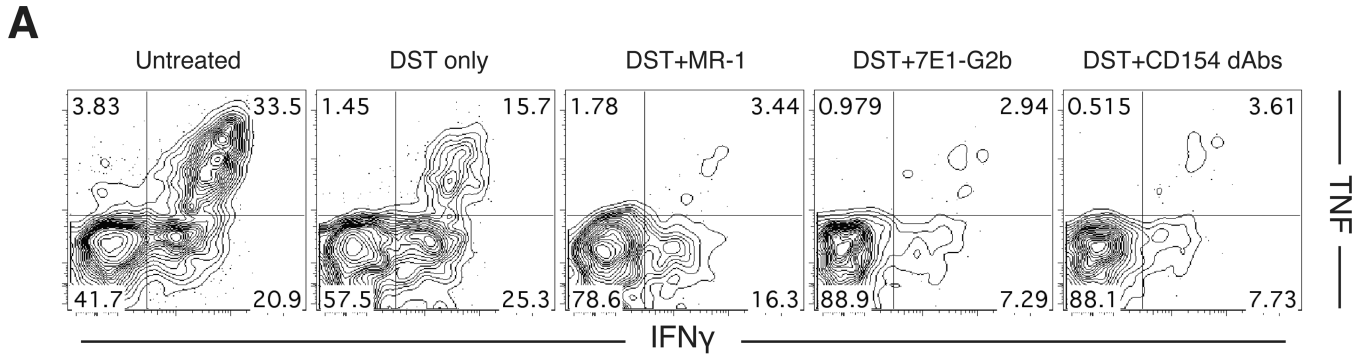 A
Untreated
DST only
DST+MR-1
DST+7E1-G2b
DST+CD154 dAbs
3.83 33.5
1.45 15.7
1.78 3.44
0.979 2.94
0.515 3.61
41.7 20.9
57.5 25.3
78.6 16.3
88.9 7.29
88.1 7.73
TNF
IFNγ